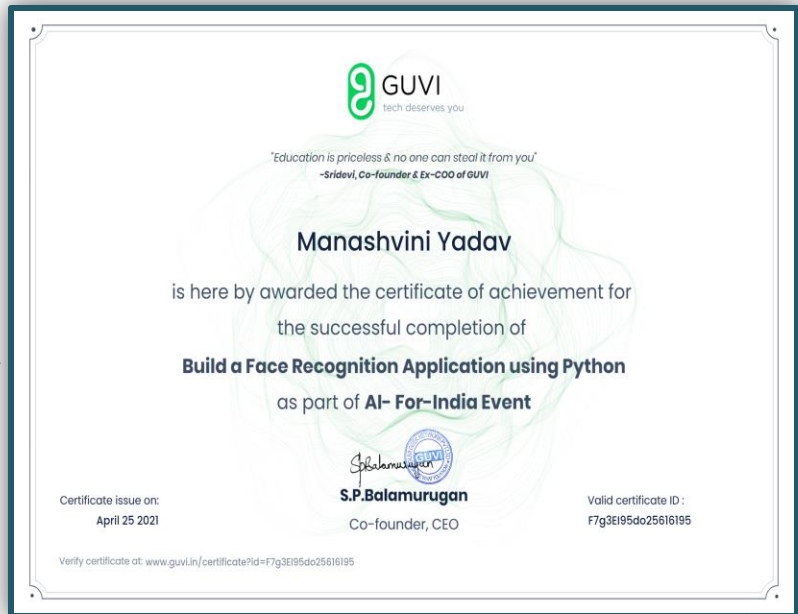 GUVI
tech deserves you
"Education is priceless & no one can steal it from you"
-Sridevi, Co-founder & Ex-COO of GUVI
Manashvini Yadav
is here by awarded the certificate of achievement for
the successful completion of
Build a Face Recognition Application using Python
as part of AI- For-India Event
SpBalamurugan
GUVI
S.P.Balamurugan
Co-founder, CEO
Certificate issue on:
April 25 2021
Valid certificate ID :
F7g3EI95do25616195
Verify certificate at: www.guvi.in/certificate?id=F7g3EI95do25616195